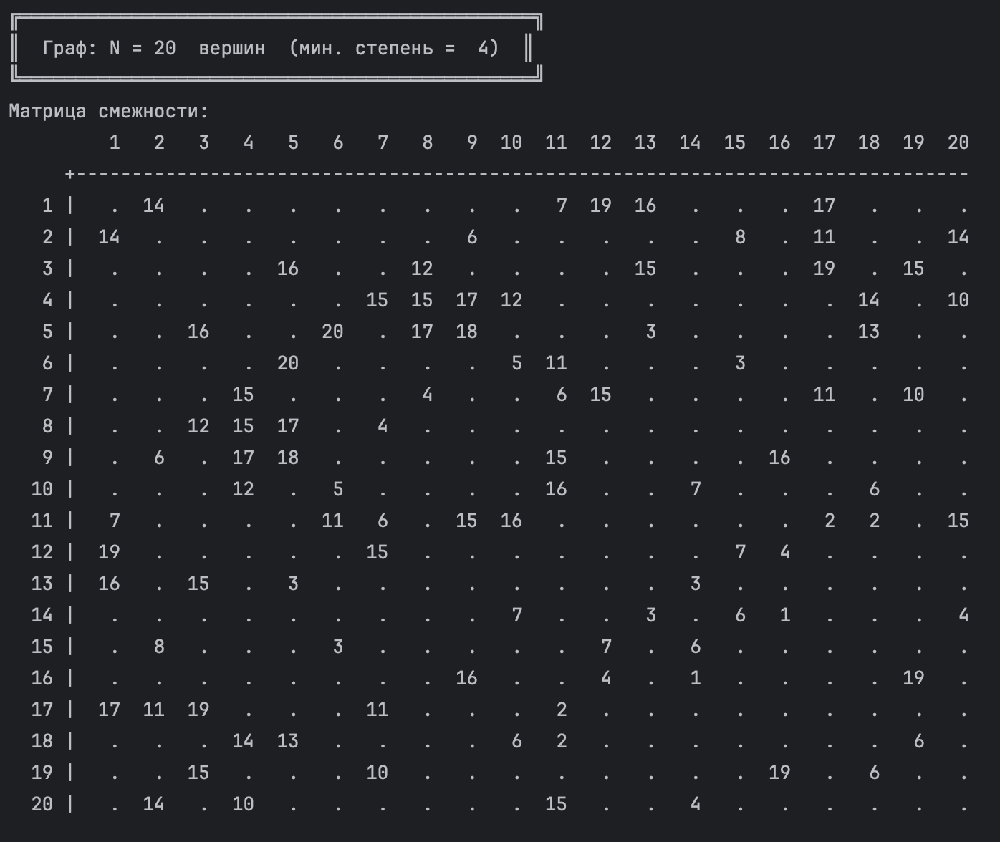 Граф: N = 20  вершин  (мин. степень =  4)
Матрица смежности:
          1   2   3   4   5   6   7   8   9  10  11  12  13  14  15  16  17  18  19  20
     +--------------------------------------------------------------------------------
   1 |   .  14   .   .   .   .   .   .   .   .   7  19  16   .   .   .  17   .   .   .
   2 |  14   .   .   .   .   .   .   .   6   .   .   .   .   .   8   .  11   .   .  14
   3 |   .   .   .   .  16   .   .  12   .   .   .   .  15   .   .   .  19   .  15   .
   4 |   .   .   .   .   .   .  15  15  17  12   .   .   .   .   .   .   .  14   .  10
   5 |   .   .  16   .   .  20   .  17  18   .   .   .   3   .   .   .   .  13   .   .
   6 |   .   .   .   .  20   .   .   .   .   5  11   .   .   .   3   .   .   .   .   .
   7 |   .   .   .  15   .   .   .   4   .   .   6  15   .   .   .   .  11   .  10   .
   8 |   .   .  12  15  17   .   4   .   .   .   .   .   .   .   .   .   .   .   .   .
   9 |   .   6   .  17  18   .   .   .   .   .  15   .   .   .   .  16   .   .   .   .
  10 |   .   .   .  12   .   5   .   .   .   .  16   .   .   7   .   .   .   6   .   .
  11 |   7   .   .   .   .  11   6   .  15  16   .   .   .   .   .   .   2   2   .  15
  12 |  19   .   .   .   .   .  15   .   .   .   .   .   .   .   7   4   .   .   .   .
  13 |  16   .  15   .   3   .   .   .   .   .   .   .   .   3   .   .   .   .   .   .
  14 |   .   .   .   .   .   .   .   .   .   7   .   .   3   .   6   1   .   .   .   4
  15 |   .   8   .   .   .   3   .   .   .   .   .   7   .   6   .   .   .   .   .   .
  16 |   .   .   .   .   .   .   .   .  16   .   .   4   .   1   .   .   .   .  19   .
  17 |  17  11  19   .   .   .  11   .   .   .   2   .   .   .   .   .   .   .   .   .
  18 |   .   .   .  14  13   .   .   .   .   6   2   .   .   .   .   .   .   .   6   .
  19 |   .   .  15   .   .   .  10   .   .   .   .   .   .   .   .  19   .   6   .   .
  20 |   .  14   .  10   .   .   .   .   .   .  15   .   .   4   .   .   .   .   .   .